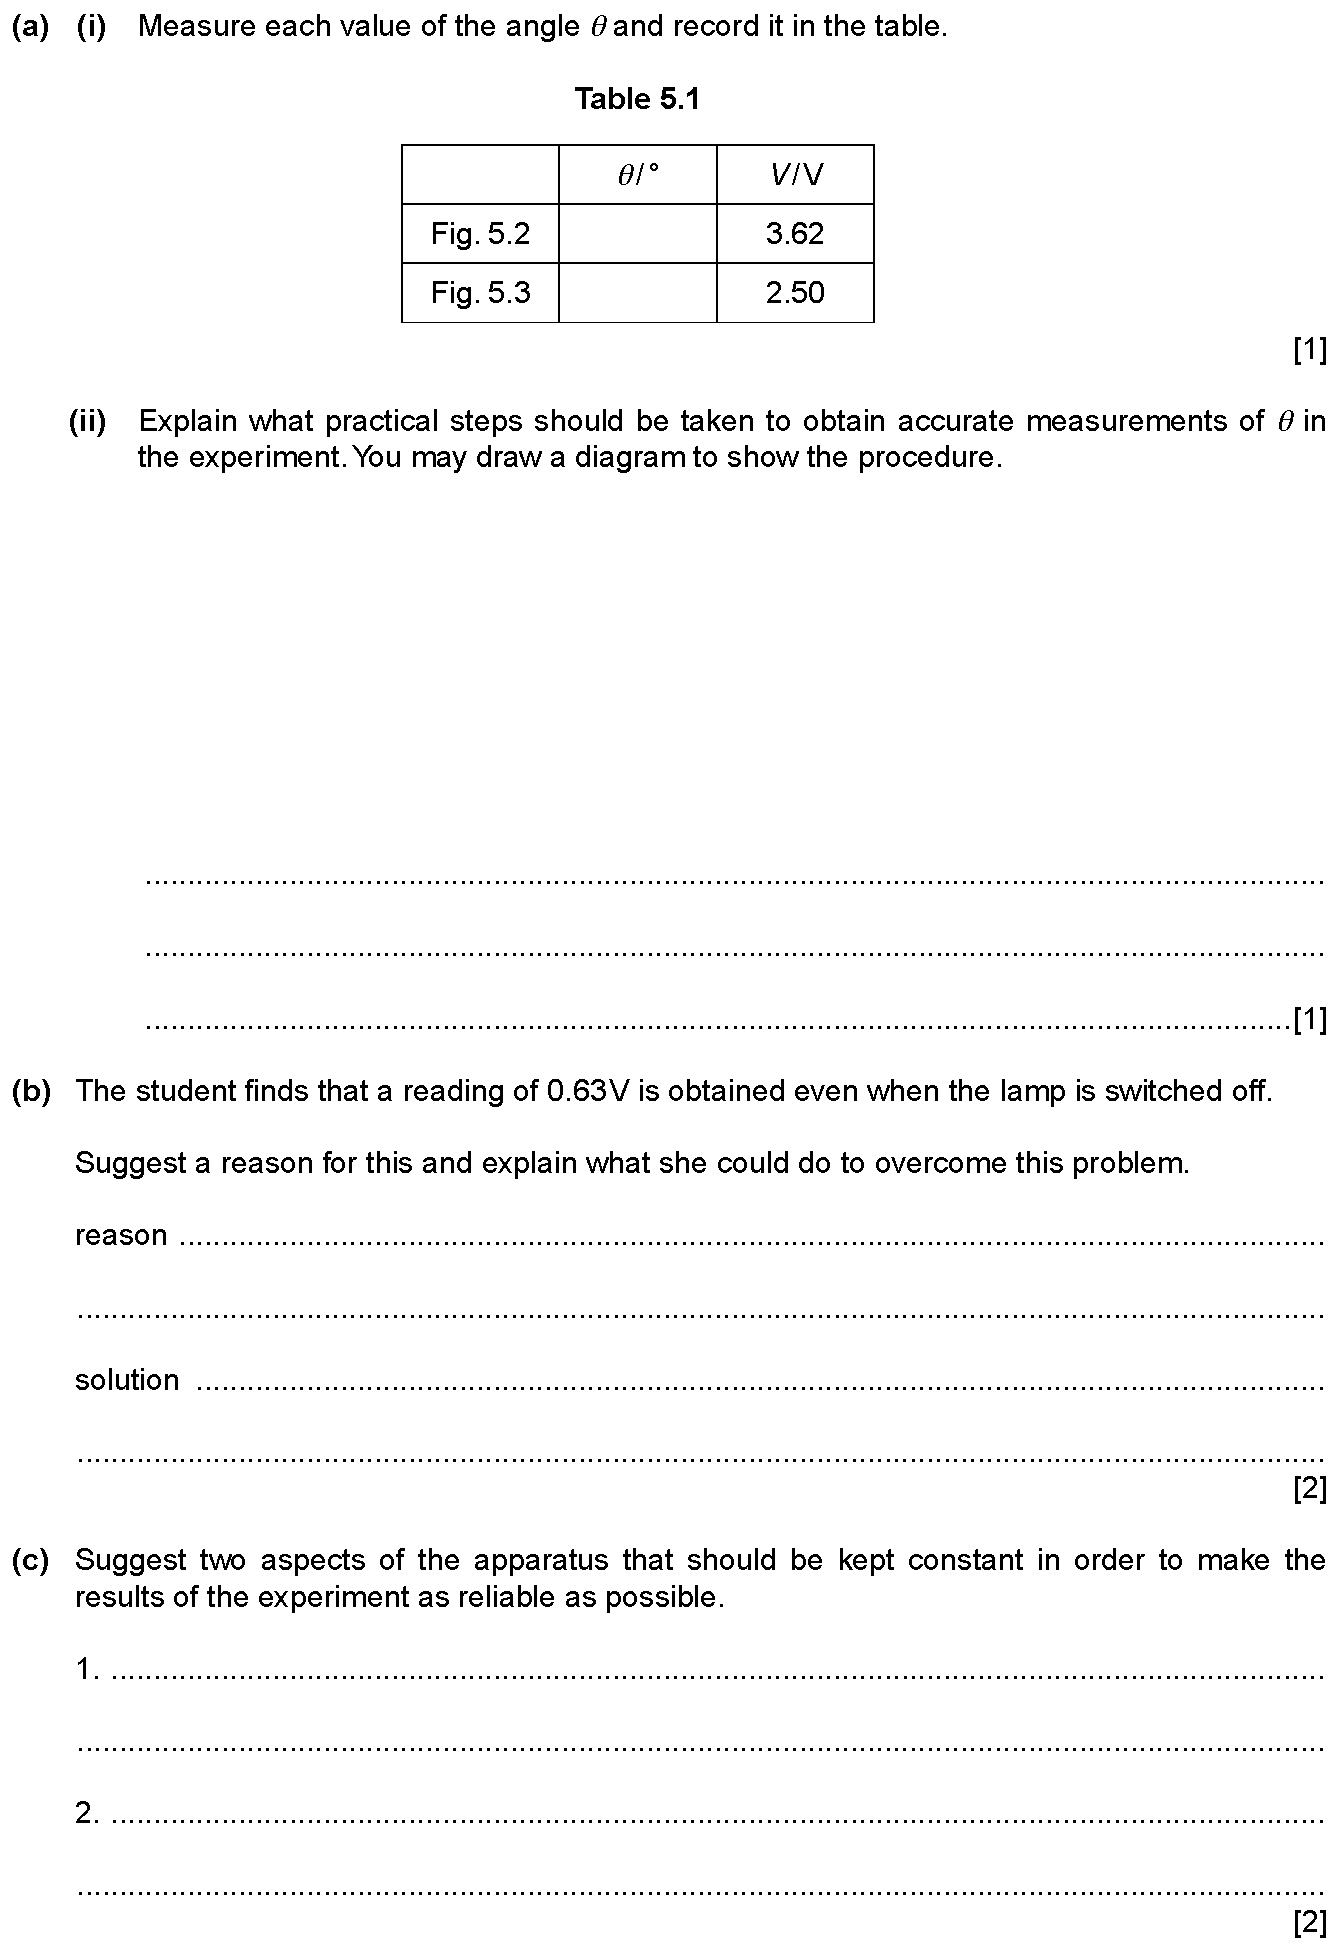 (a) (i) Measure each value of the angle θ and record it in the table.
Table 5.1
θ/° V/V
Fig. 5.2 3.62
Fig. 5.3 2.50
[1]
(ii) Explain what practical steps should be taken to obtain accurate measurements of θ in
the experiment. You may draw a diagram to show the procedure.
..........................................................................................................................................
..........................................................................................................................................
......................................................................................................................................[1]
(b) The student finds that a reading of 0.63V is obtained even when the lamp is switched off.
Suggest a reason for this and explain what she could do to overcome this problem.
reason ......................................................................................................................................
..................................................................................................................................................
solution ....................................................................................................................................
..................................................................................................................................................
[2]
(c) Suggest two aspects of the apparatus that should be kept constant in order to make the
results of the experiment as reliable as possible.
1. ..............................................................................................................................................
..................................................................................................................................................
2. ..............................................................................................................................................
..................................................................................................................................................
[2]